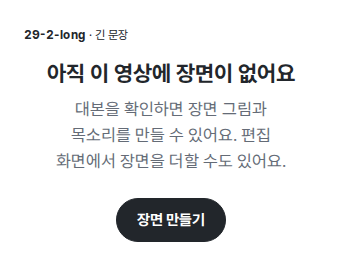 29-2-long · 긴 문장
아직 이 영상에 장면이 없어요
대본을 확인하면 장면 그림과
목소리를 만들 수 있어요. 편집
화면에서 장면을 더할 수도 있어요.
장면 만들기